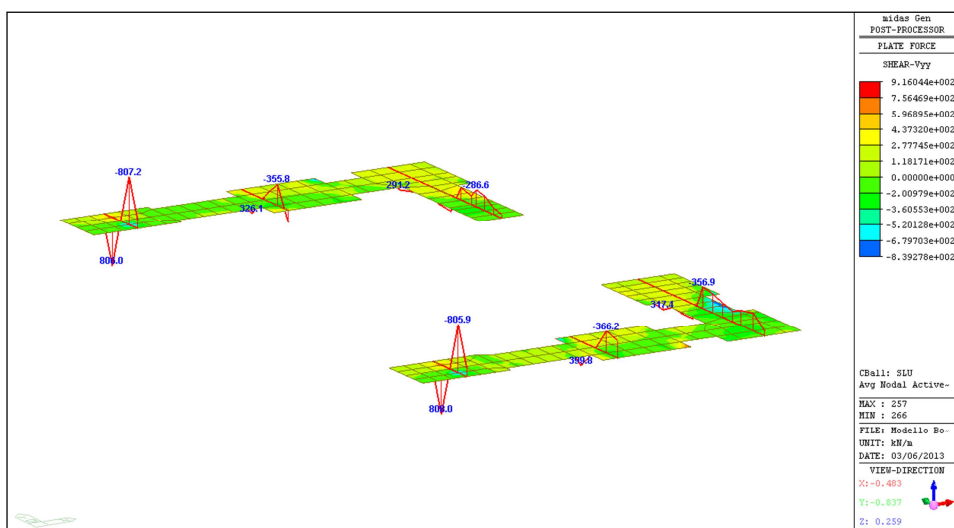 midas Gen
POST-PROCESSOR
PLATE FORCE
SHEAR-Vyy
9.16044e+002
7.56469e+002
5.96895e+002
4.37320e+002
2.77745e+002
1.18171e+002
0.00000e+000
-2.00979e+002
-3.60553e+002
-5.20128e+002
-6.79703e+002
-8.39278e+002
-807.2
-355.8
291.2
-286.6
326.1
-356.9
317.4
-805.9
-366.2
399.8
CBall: SLU
Avg Nodal Active~
MAX : 257
MIN : 266
FILE: Modello Bo~
UNIT: kN/m
DATE: 03/06/2013
VIEW-DIRECTION
X:-0.483
Y:-0.837
Z: 0.259